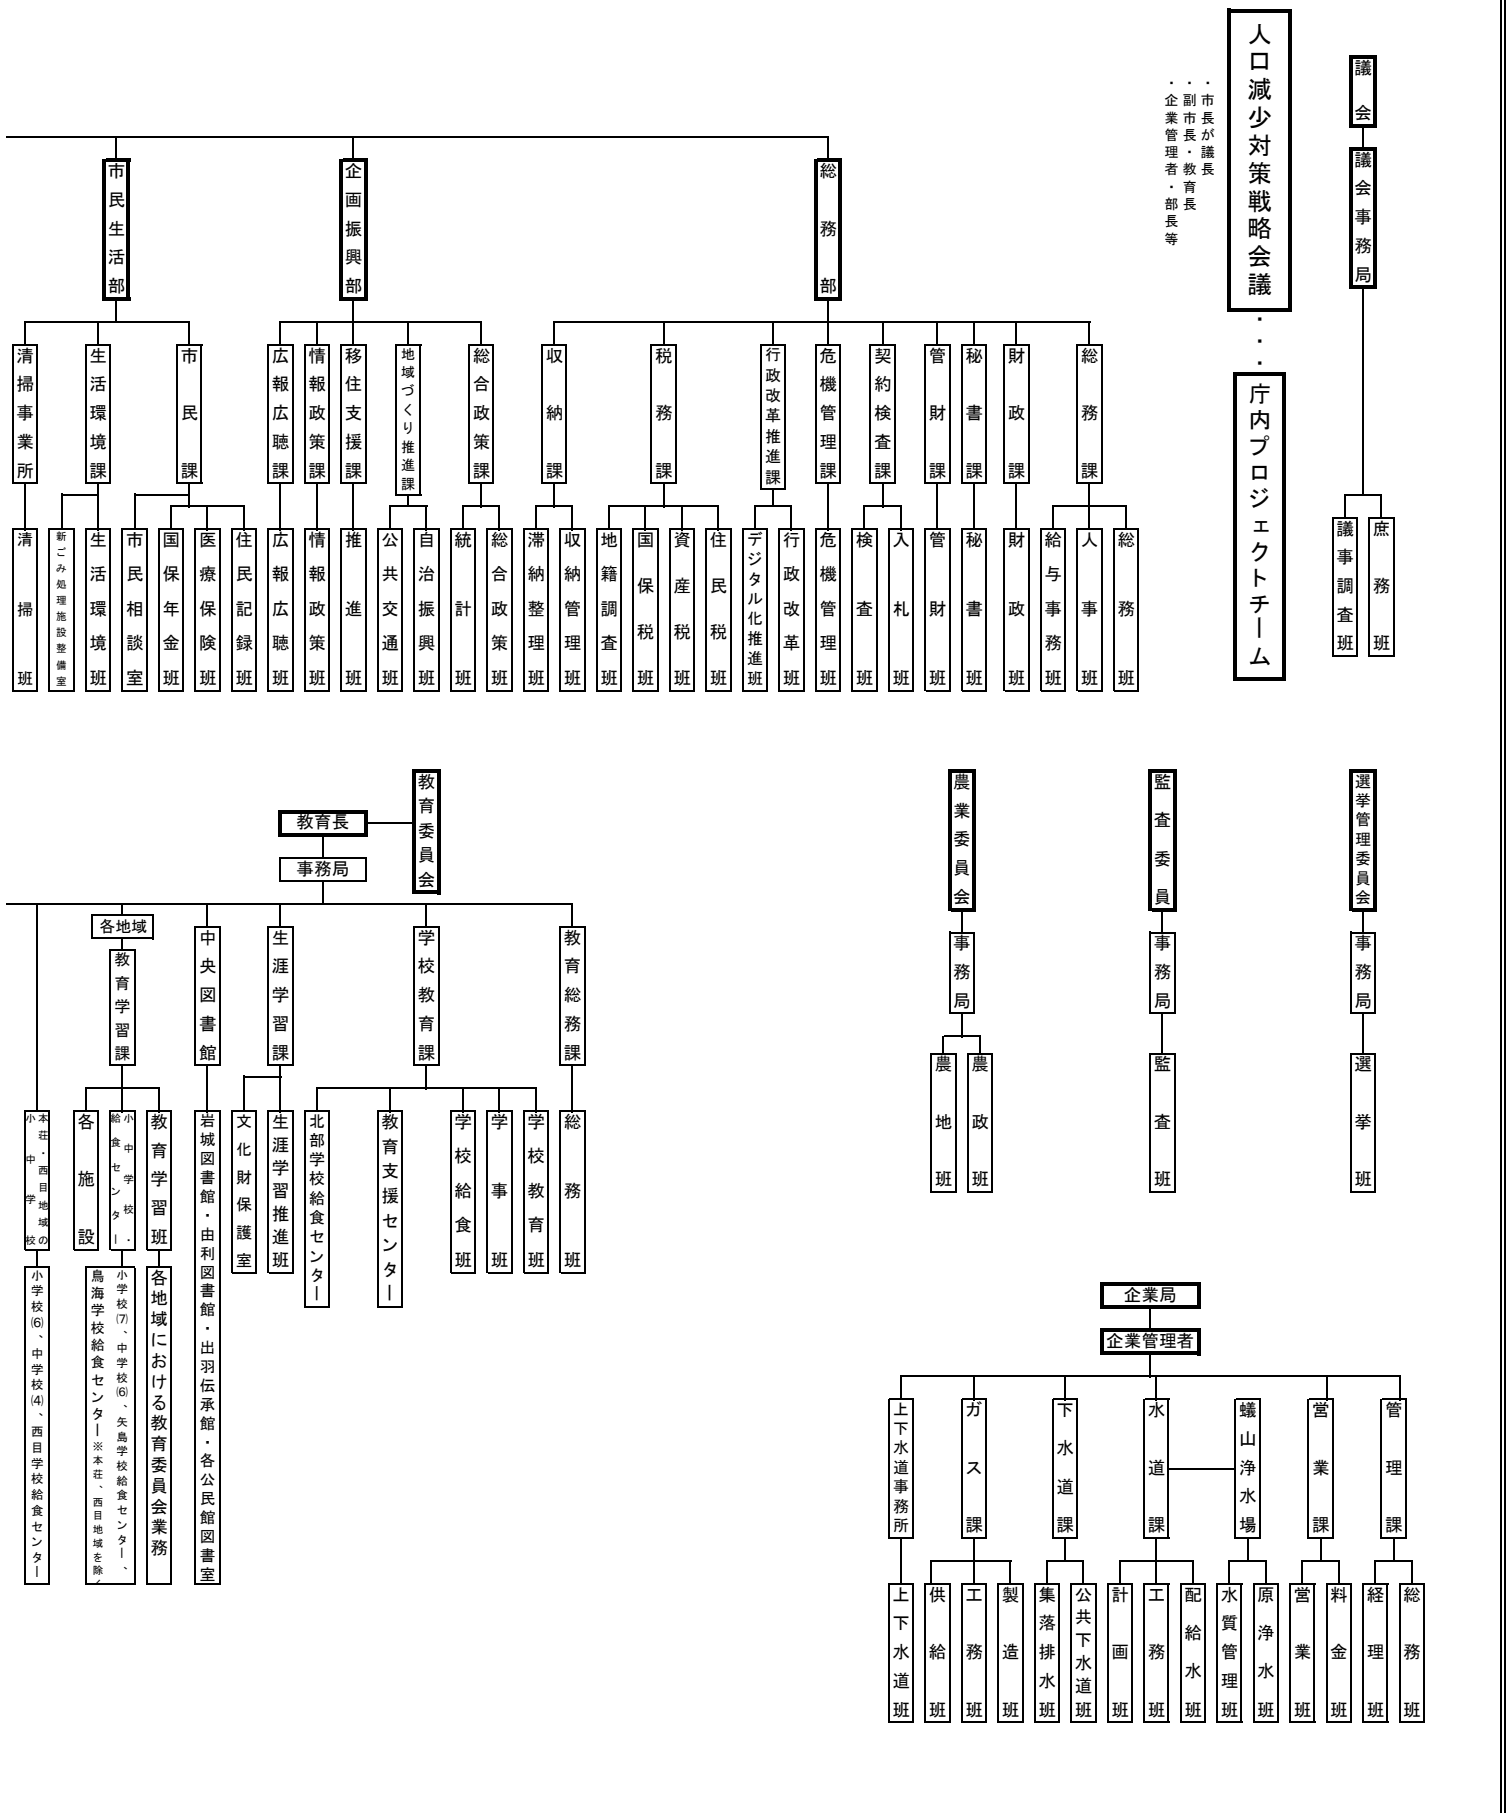 議会
議会事務局
庶務班
議事調査班
人口減少対策戦略会議
・・・
庁内プロジェクトチーム
・市長が議長
・副市長・教育長
・企業管理者・部長等
総務部
企画振興部
市民生活部
総務課
財政課
秘書課
管財課
契約検査課
危機管理課
行政改革推進課
税務課
収納課
総合政策課
地域づくり推進課
移住支援課
情報政策課
広報広聴課
市民課
生活環境課
清掃事業所
総務班
人事班
給与事務班
財政班
秘書班
管財班
入札班
検査班
危機管理班
行政改革班
デジタル化推進班
住民税班
資産税班
国保税班
地籍調査班
収納管理班
滞納整理班
総合政策班
統計班
自治振興班
公共交通班
推進班
情報政策班
広報広聴班
住民記録班
医療保険班
国保年金班
市民相談室
生活環境班
新ごみ処理施設整備室
清掃班
選挙管理委員会
事務局
選挙班
監査委員
事務局
監査班
農業委員会
事務局
農政班
農地班
教育委員会
教育長
事務局
教育総務課
学校教育課
生涯学習課
中央図書館
各地域
教育学習課
総務班
学校教育班
学事班
学校給食班
教育支援センター
北部学校給食センター
生涯学習推進班
文化財保護室
岩城図書館・由利図書館・出羽伝承館・各公民館図書室
教育学習班
各地域における教育委員会業務
小中学校・
給食センター
小学校⑺、中学校⑹、矢島学校給食センター、
鳥海学校給食センター※本荘、西目地域を除
各施設
本荘・西目地域の
小中学校
小学校⑹、中学校⑷、西目学校給食センター
企業局
企業管理者
管理課
営業課
蟻山浄水場
水道課
下水道課
ガス課
上下水道事務所
総務班
経理班
料金班
営業班
原浄水班
水質管理班
配給水班
工務班
計画班
公共下水道班
集落排水班
製造班
工務班
供給班
上下水道班